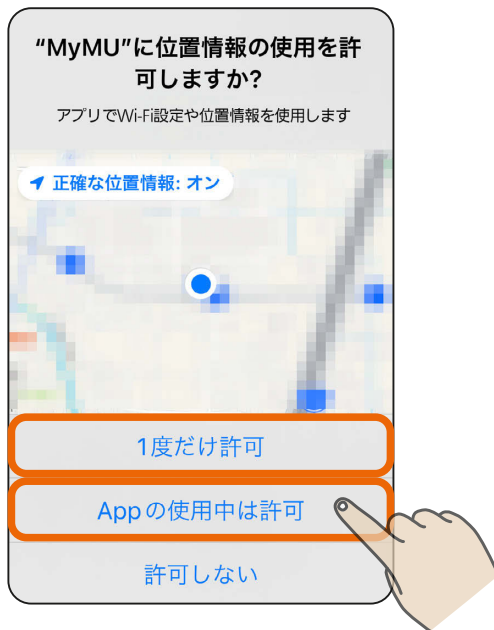 “MyMU”に位置情報の使用を許
可しますか?
アプリでWi-Fi設定や位置情報を使用します
正確な位置情報: オン
1度だけ許可
Appの使用中は許可
許可しない